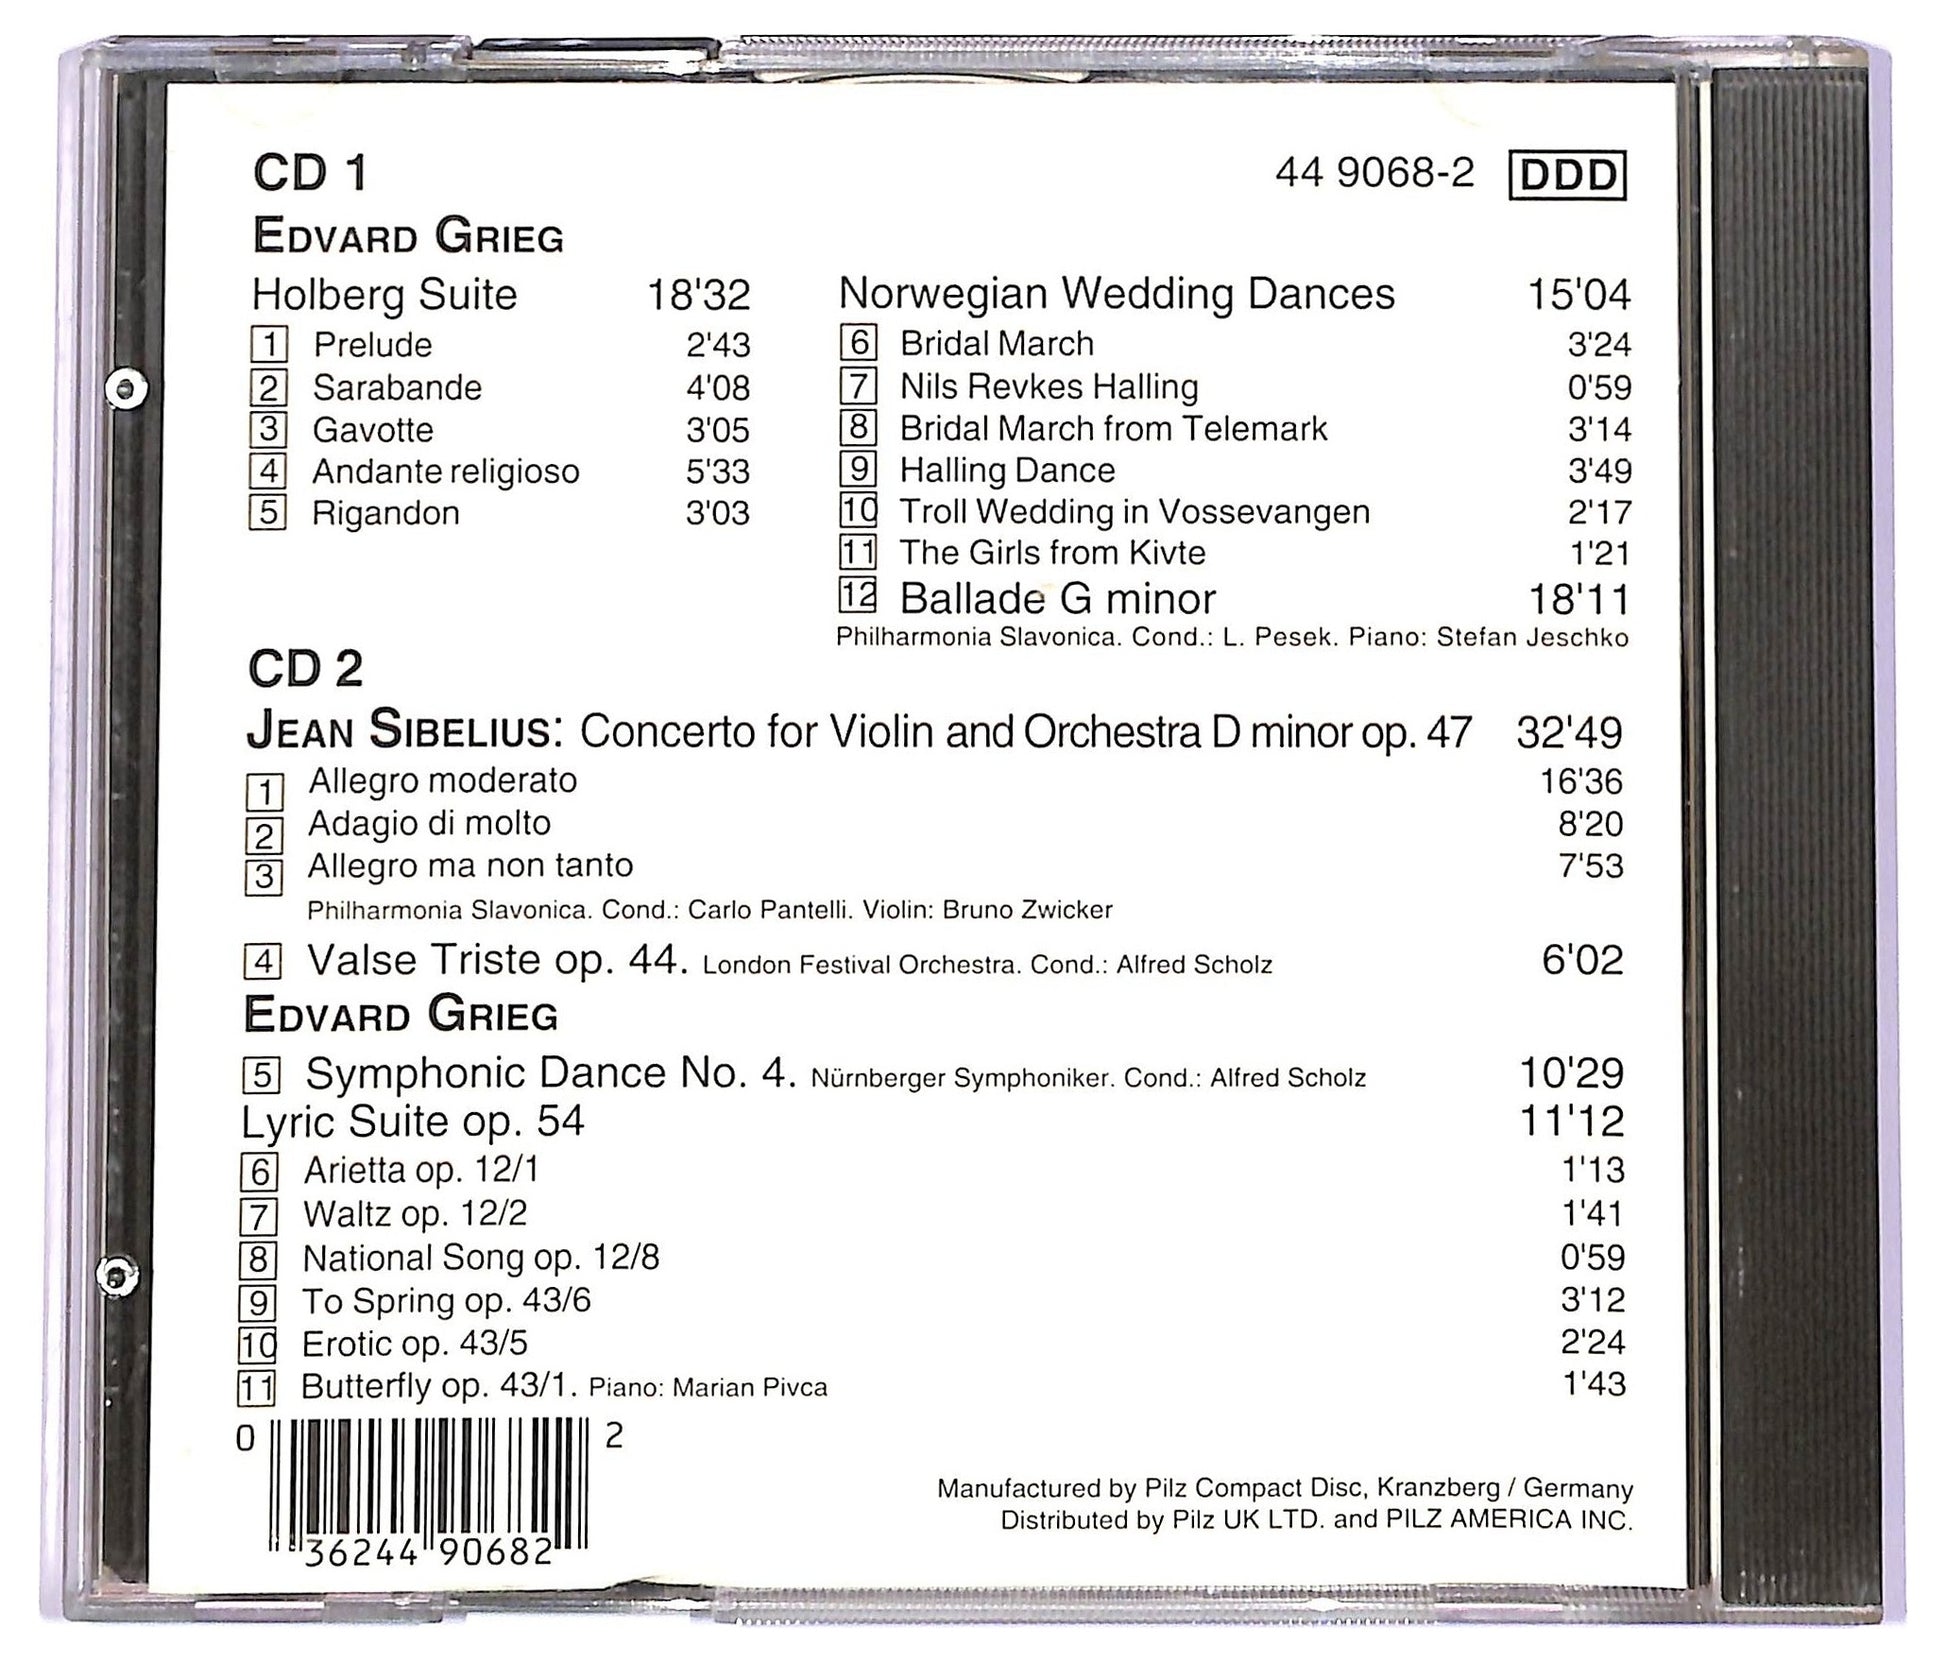 CD 1
44 9068-2 DDD
EDVARD GRIEG
Holberg Suite 18'32
1 Prelude 2'43
2 Sarabande 4'08
3 Gavotte 3'05
4 Andante religioso 5'33
5 Rigandon 3'03
Norwegian Wedding Dances 15'04
6 Bridal March 3'24
7 Nils Revkes Halling 0'59
8 Bridal March from Telemark 3'14
9 Halling Dance 3'49
10 Troll Wedding in Vossevangen 2'17
11 The Girls from Kivte 1'21
12 Ballade G minor 18'11
Philharmonia Slavonica. Cond.: L. Pesek. Piano: Stefan Jeschko
CD 2
JEAN SIBELIUS: Concerto for Violin and Orchestra D minor op. 47 32'49
1 Allegro moderato 16'36
2 Adagio di molto 8'20
3 Allegro ma non tanto 7'53
Philharmonia Slavonica. Cond.: Carlo Pantelli. Violin: Bruno Zwicker
4 Valse Triste op. 44. London Festival Orchestra. Cond.: Alfred Scholz 6'02
EDVARD GRIEG
5 Symphonic Dance No. 4. Nürnberger Symphoniker. Cond.: Alfred Scholz 10'29
Lyric Suite op. 54 11'12
6 Arietta op. 12/1 1'13
7 Waltz op. 12/2 1'41
8 National Song op. 12/8 0'59
9 To Spring op. 43/6 3'12
10 Erotic op. 43/5 2'24
11 Butterfly op. 43/1. Piano: Marian Pivca 1'43
0 36244 90682 2
Manufactured by Pilz Compact Disc, Kranzberg / Germany
Distributed by Pilz UK LTD. and PILZ AMERICA INC.